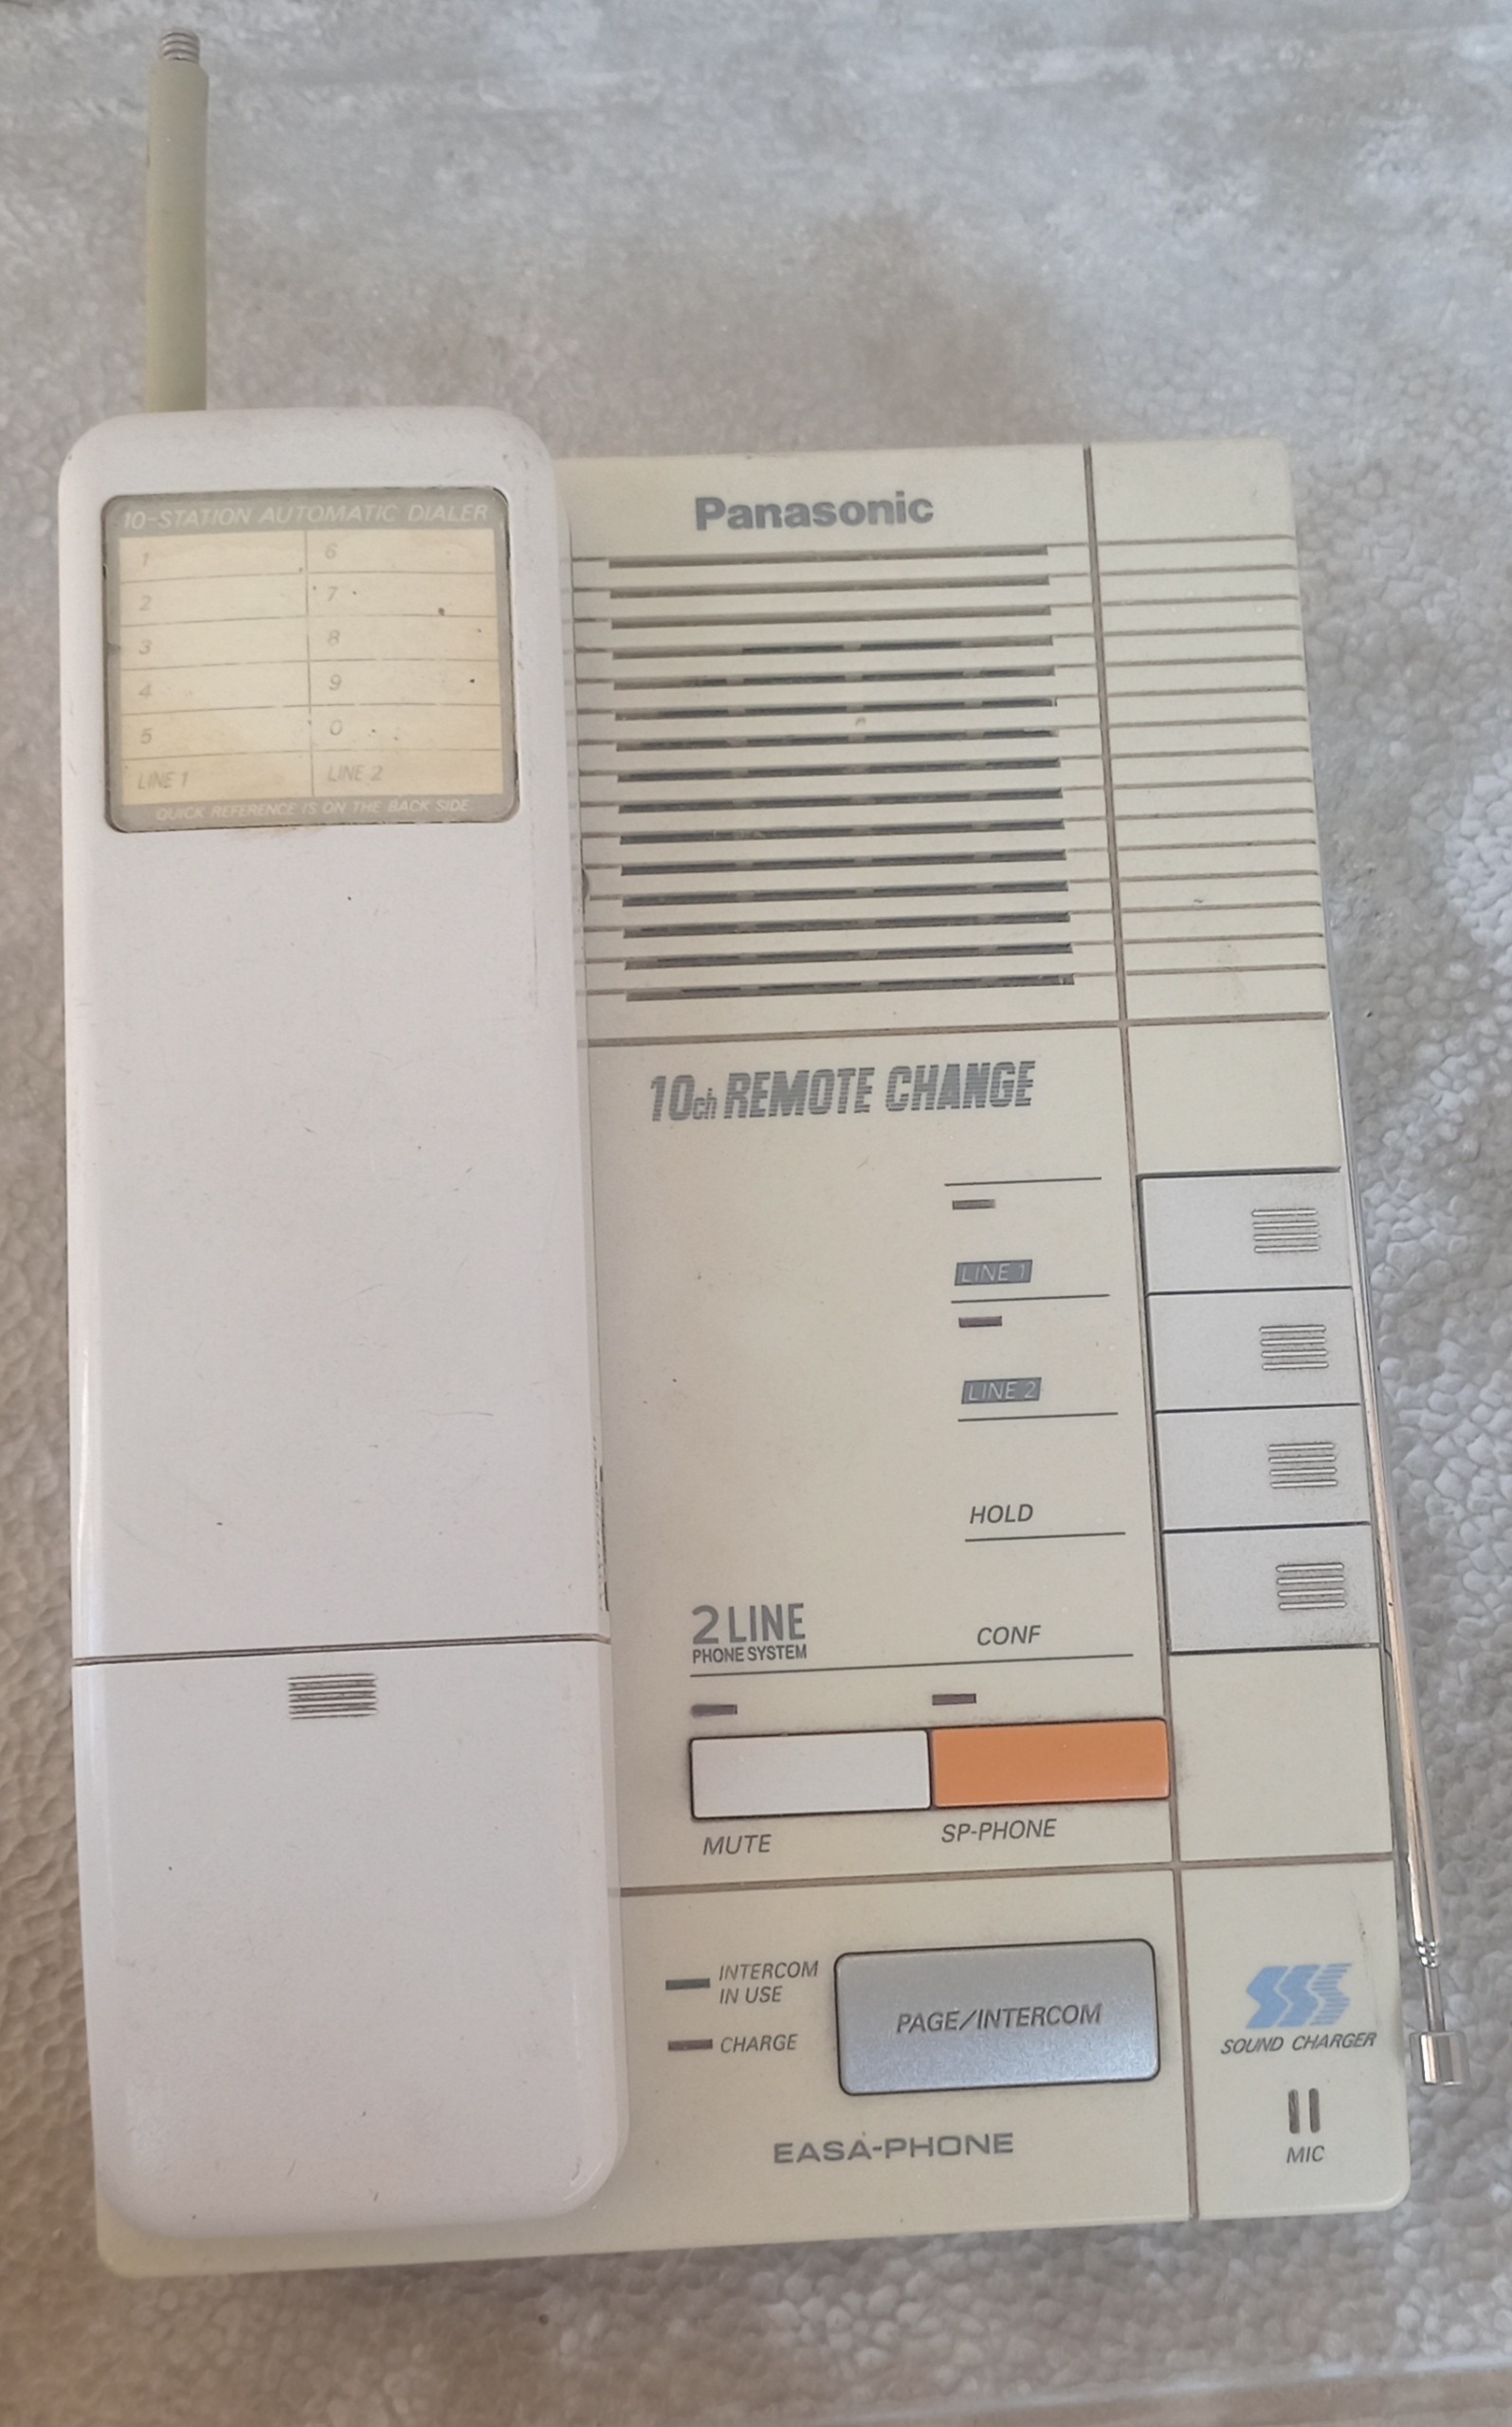 10-STATION AUTOMATIC DIALER
1 6
2 7
3 8
4 9
5 0
LINE 1 LINE 2
QUICK REFERENCE IS ON THE BACK SIDE
Panasonic
10ch REMOTE CHANGE
LINE 1
LINE 2
HOLD
2 LINE
PHONE SYSTEM
CONF
MUTE
SP-PHONE
INTERCOM
IN USE
CHARGE
PAGE/INTERCOM
EASA-PHONE
SSS
SOUND CHARGER
MIC